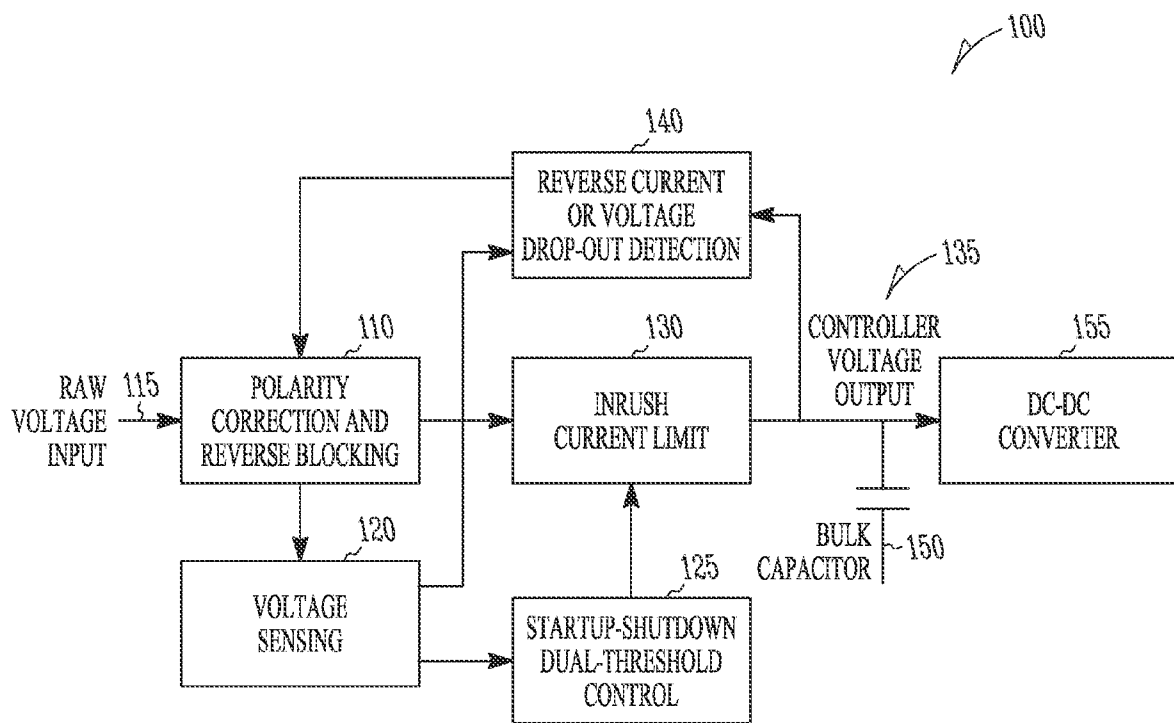 100
140
REVERSE CURRENT
OR VOLTAGE
DROP-OUT DETECTION
135
110
130
CONTROLLER
VOLTAGE
OUTPUT
155
RAW
VOLTAGE
INPUT
115
POLARITY
CORRECTION AND
REVERSE BLOCKING
INRUSH
CURRENT LIMIT
DC-DC
CONVERTER
120
VOLTAGE
SENSING
125
STARTUP-SHUTDOWN
DUAL-THRESHOLD
CONTROL
BULK
CAPACITOR
150